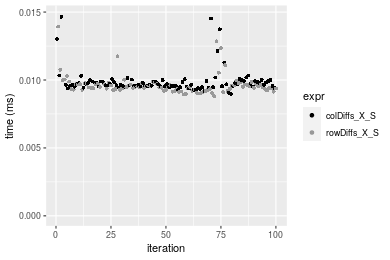 0.015
0.010
0.005
0.000
time (ms)
0
25
50
75
100
iteration
expr
colDiffs_X_S
rowDiffs_X_S